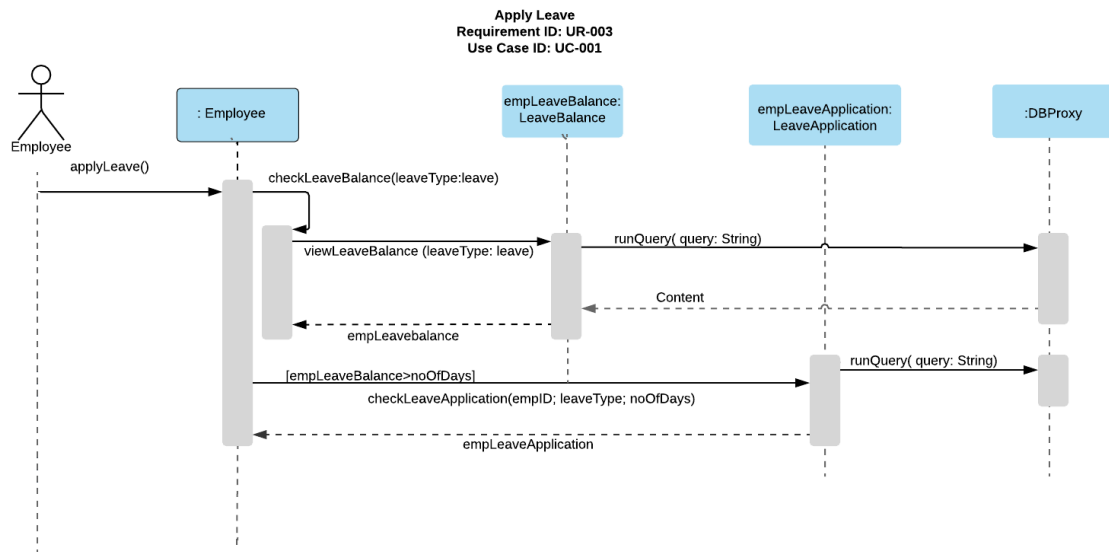 Apply Leave
Requirement ID: UR-003
Use Case ID: UC-001
Employee
: Employee
empLeaveBalance:
LeaveBalance
empLeaveApplication:
LeaveApplication
:DBProxy
applyLeave()
checkLeaveBalance(leaveType:leave)
viewLeaveBalance (leaveType: leave)
runQuery( query: String)
Content
empLeavebalance
[empLeaveBalance>noOfDays]
checkLeaveApplication(empID; leaveType; noOfDays)
runQuery( query: String)
empLeaveApplication